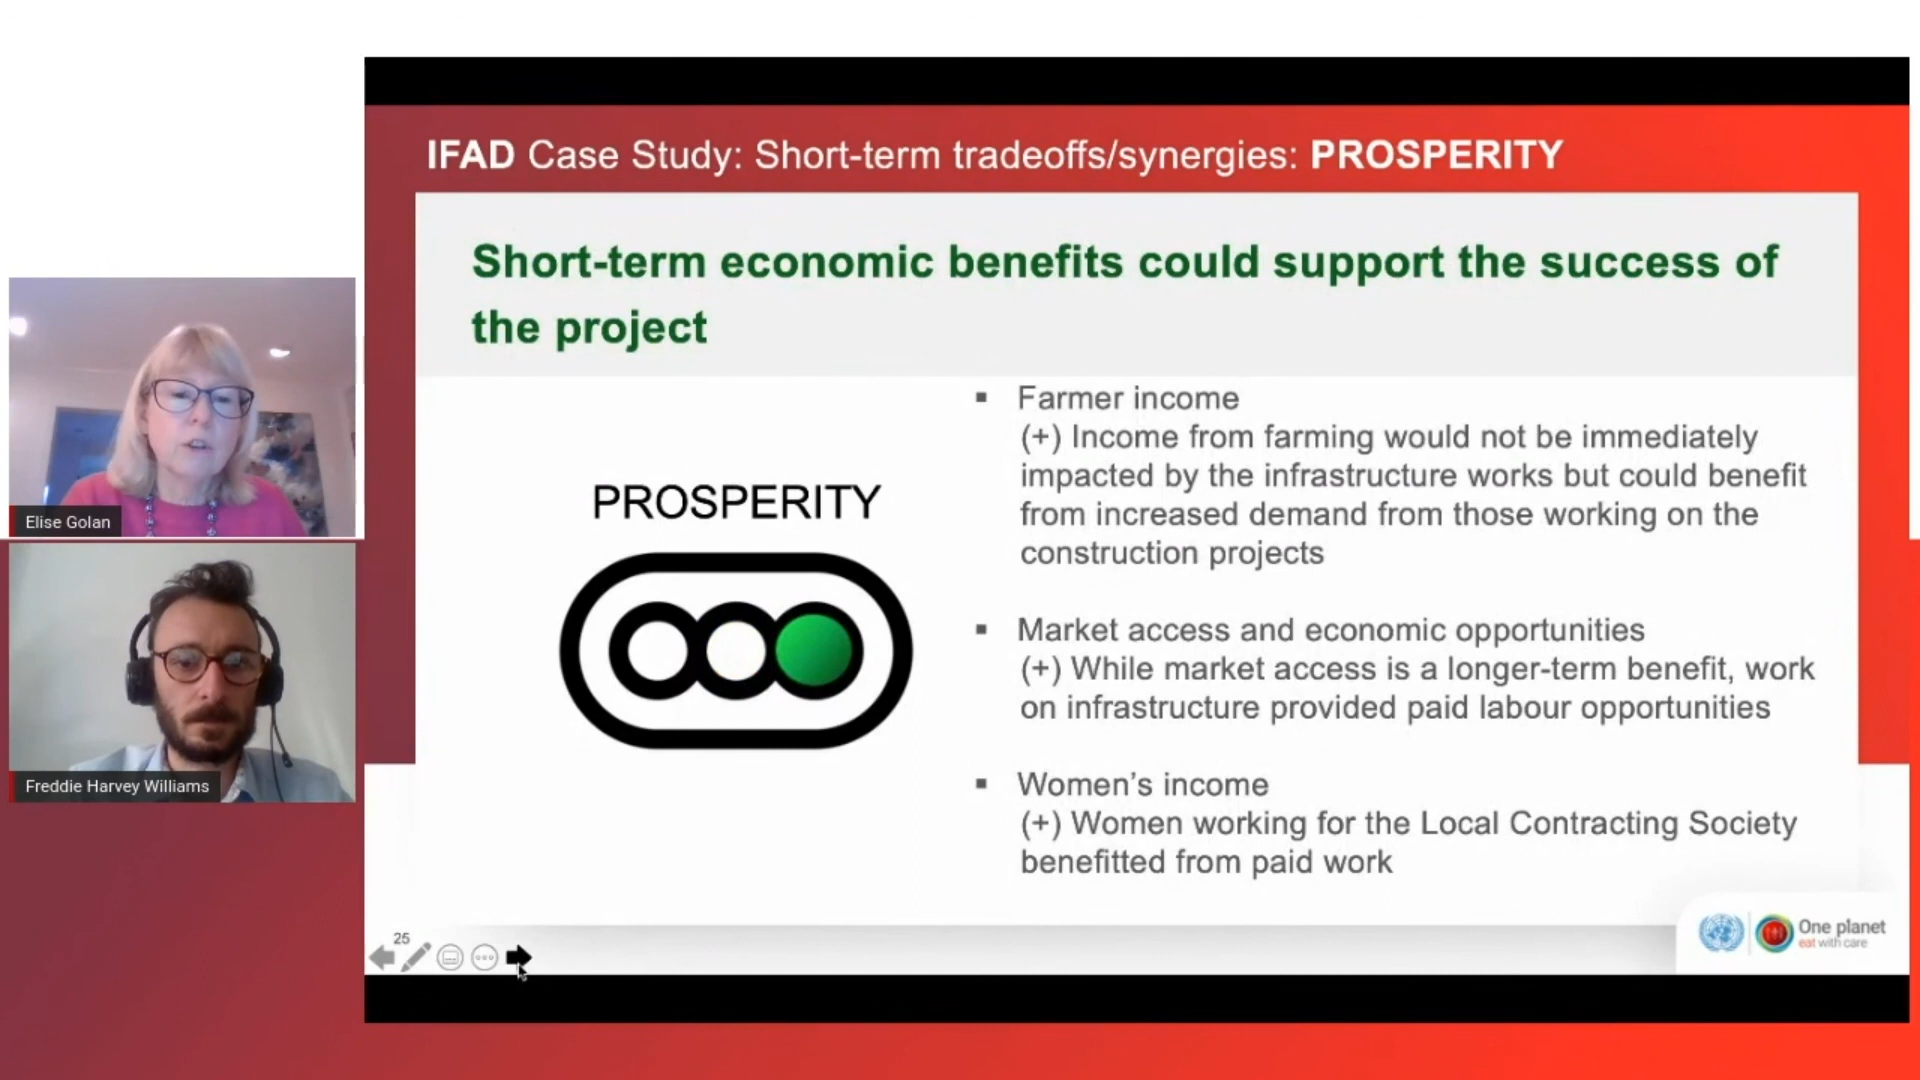 IFAD Case Study: Short-term tradeoffs/synergies: PROSPERITY
Short-term economic benefits could support the success of
the project
PROSPERITY
▪ Farmer income
(+) Income from farming would not be immediately
impacted by the infrastructure works but could benefit
from increased demand from those working on the
construction projects
▪ Market access and economic opportunities
(+) While market access is a longer-term benefit, work
on infrastructure provided paid labour opportunities
▪ Women’s income
(+) Women working for the Local Contracting Society
benefitted from paid work
Elise Golan
Freddie Harvey Williams
25
One planet
eat with care